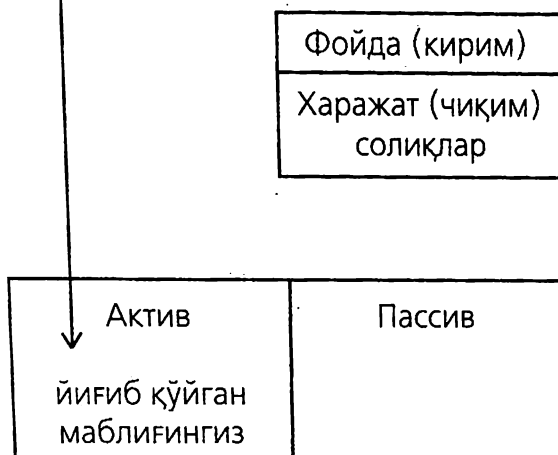 Фойда (кирим)
Харажат (чиқим)
солиқлар
Актив
Пассив
йиғиб қўйган
маблиғингиз